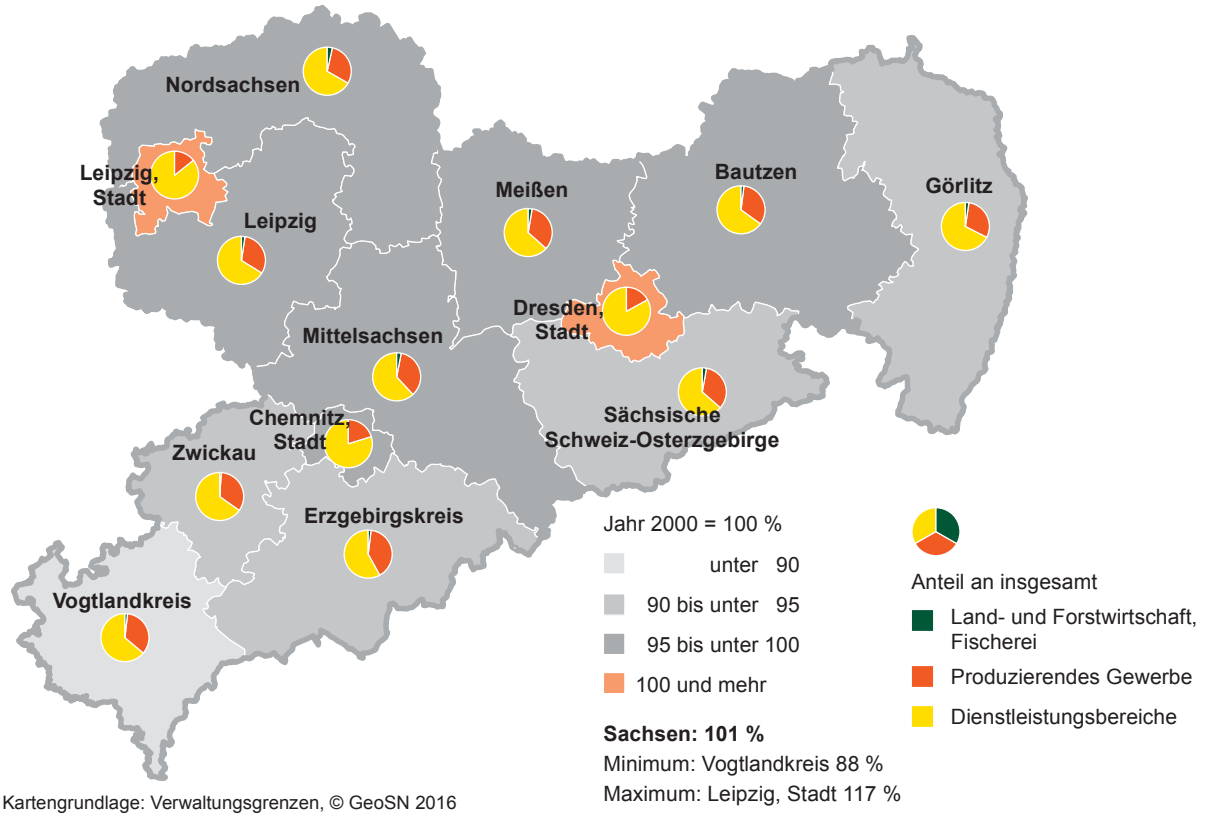 Nordsachsen
Leipzig,
Stadt
Leipzig
Meißen
Bautzen
Görlitz
Dresden,
Stadt
Mittelsachsen
Chemnitz,
Stadt
Sächsische
Schweiz-Osterzgebirge
Zwickau
Erzgebirgskreis
Vogtlandkreis
Jahr 2000 = 100 %
unter 90
90 bis unter 95
95 bis unter 100
100 und mehr
Sachsen: 101 %
Minimum: Vogtlandkreis 88 %
Maximum: Leipzig, Stadt 117 %
Anteil an insgesamt
Land- und Forstwirtschaft,
Fischerei
Produzierendes Gewerbe
Dienstleistungsbereiche
Kartengrundlage: Verwaltungsgrenzen, © GeoSN 2016